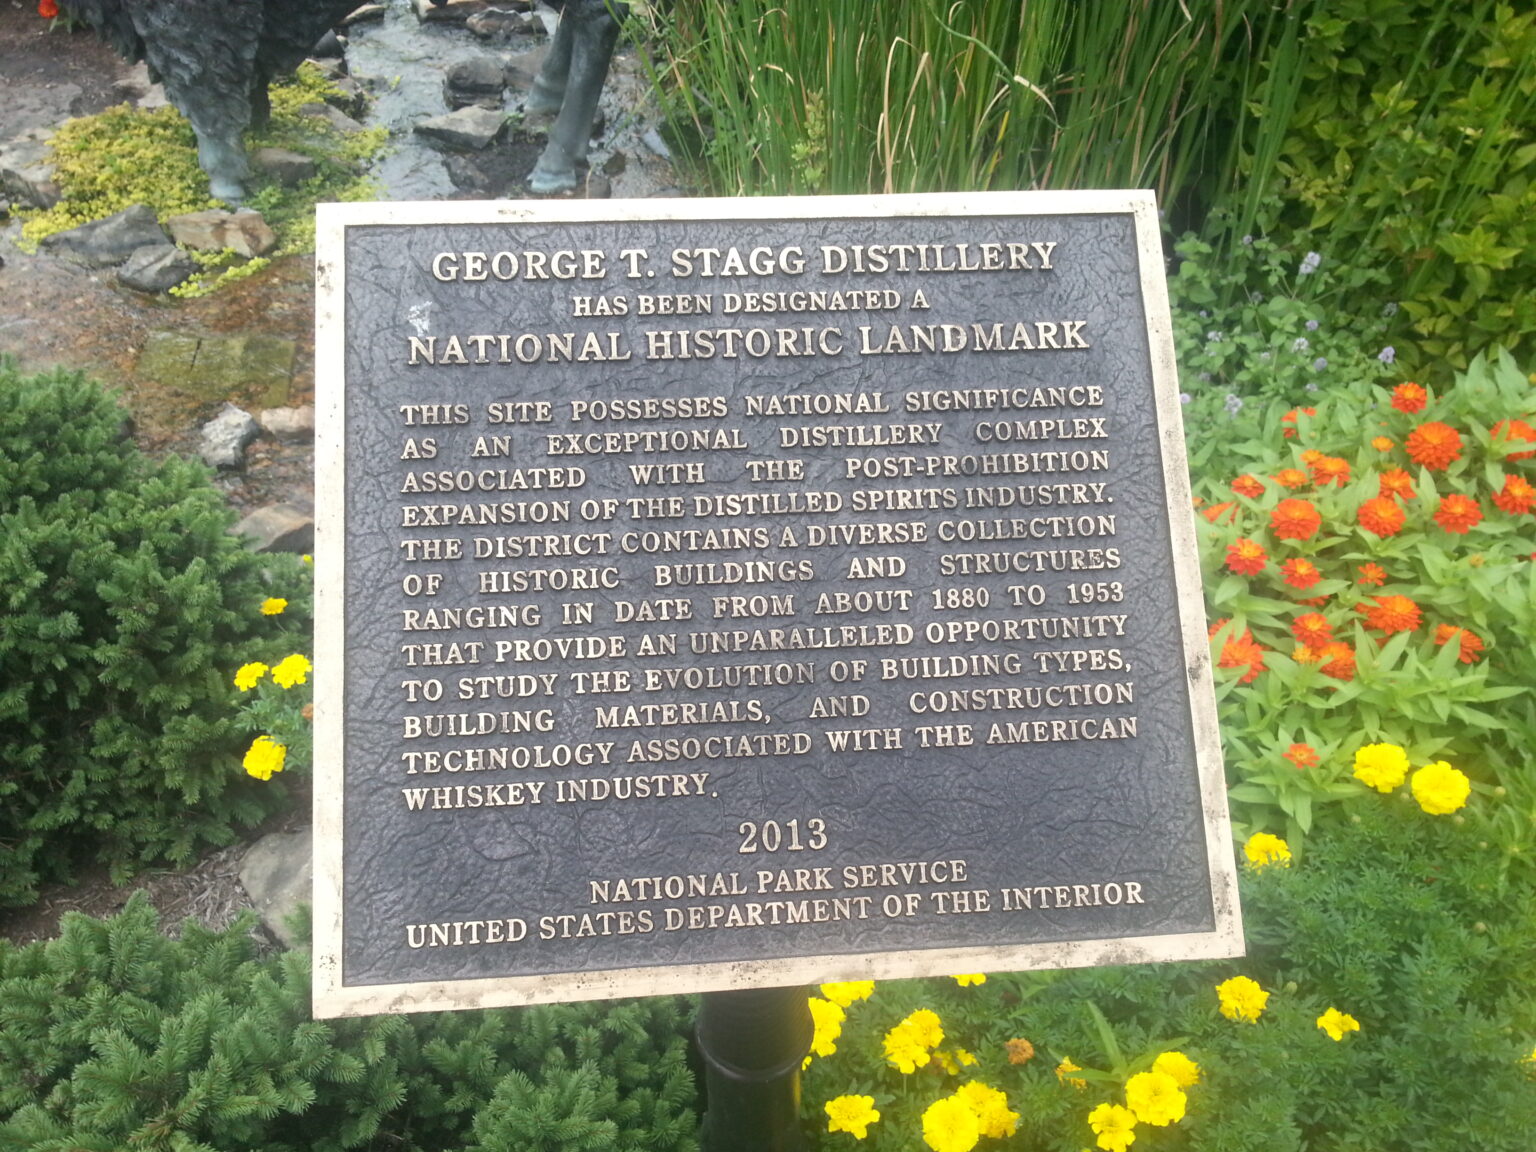 GEORGE T. STAGG DISTILLERY
HAS BEEN DESIGNATED A
NATIONAL HISTORIC LANDMARK
THIS SITE POSSESSES NATIONAL SIGNIFICANCE
AS AN EXCEPTIONAL DISTILLERY COMPLEX
ASSOCIATED WITH THE POST-PROHIBITION
EXPANSION OF THE DISTILLED SPIRITS INDUSTRY.
THE DISTRICT CONTAINS A DIVERSE COLLECTION
OF HISTORIC BUILDINGS AND STRUCTURES
RANGING IN DATE FROM ABOUT 1880 TO 1953
THAT PROVIDE AN UNPARALLELED OPPORTUNITY
TO STUDY THE EVOLUTION OF BUILDING TYPES,
BUILDING MATERIALS, AND CONSTRUCTION
TECHNOLOGY ASSOCIATED WITH THE AMERICAN
WHISKEY INDUSTRY.
2013
NATIONAL PARK SERVICE
UNITED STATES DEPARTMENT OF THE INTERIOR